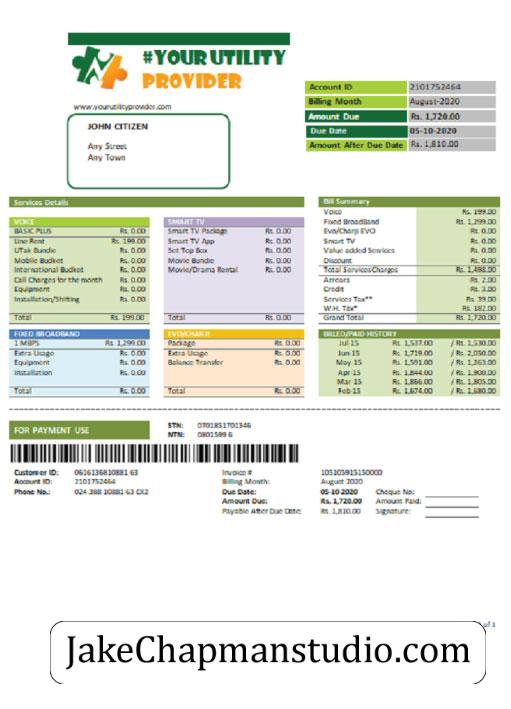 #YOUR UTILITY
PROVIDER
www.yourutilityprovider.com
JOHN CITIZEN
Any Street
Any Town
Account ID 2101752464
Billing Month August-2020
Amount Due Rs. 1,720.00
Due Date 05-10-2020
Amount After Due Date Rs. 1,810.00
Services Details
VOICE
BASIC PLUS Rs. 0.00
Line Rent Rs. 199.00
UTak Bundle Rs. 0.00
Mobile Bucket Rs. 0.00
International Bucket Rs. 0.00
Call Charges for the month Rs. 0.00
Equipment Rs. 0.00
Installation/Shifting Rs. 0.00
Total Rs. 199.00
SMART TV
Smart TV Package Rs. 0.00
Smart TV App Rs. 0.00
Set Top Box Rs. 0.00
Movie Bundle Rs. 0.00
Movie/Drama Rental Rs. 0.00
Total Rs. 0.00
Bill Summary
Voice Rs. 199.00
Fixed BroadBand Rs. 1,299.00
Evo/Charji EVO Rs. 0.00
Smart TV Rs. 0.00
Value added Services Rs. 0.00
Discount Rs. 0.00
Total ServicesCharges Rs. 1,498.00
Arrears Rs. 2.00
Credit Rs. 3.00
Services Tax** Rs. 39.00
W.H. Tax* Rs. 182.00
Grand Total Rs. 1,720.00
FIXED BROADBAND
1 MBPS Rs. 1,299.00
Extra Usage Rs. 0.00
Equipment Rs. 0.00
Installation Rs. 0.00
Total Rs. 0.00
EVO/CHARJI
Package Rs. 0.00
Extra Usage Rs. 0.00
Balance Transfer Rs. 0.00
Total Rs. 0.00
BILLED/PAID HISTORY
Jul-15 Rs. 1,537.00 / Rs. 1,530.00
Jun-15 Rs. 1,719.00 / Rs. 2,050.00
May-15 Rs. 1,591.00 / Rs. 1,263.00
Apr-15 Rs. 1,844.00 / Rs. 1,900.00
Mar-15 Rs. 1,866.00 / Rs. 1,805.00
Feb-15 Rs. 1,674.00 / Rs. 1,680.00
FOR PAYMENT USE
STN: 0701851701346
NTN: 0801599 6
Customer ID: 0616136810881 63
Account ID: 2101752464
Phone No.: 024-388-10881-63 CX2
Invoice # 105105915150000
Billing Month: August 2020
Due Date: 05-10-2020 Cheque No:
Amount Due: Rs. 1,720.00 Amount Paid:
Payable After Due Date: Rs. 1,810.00 Signature:
of 1
JakeChapmanstudio.com